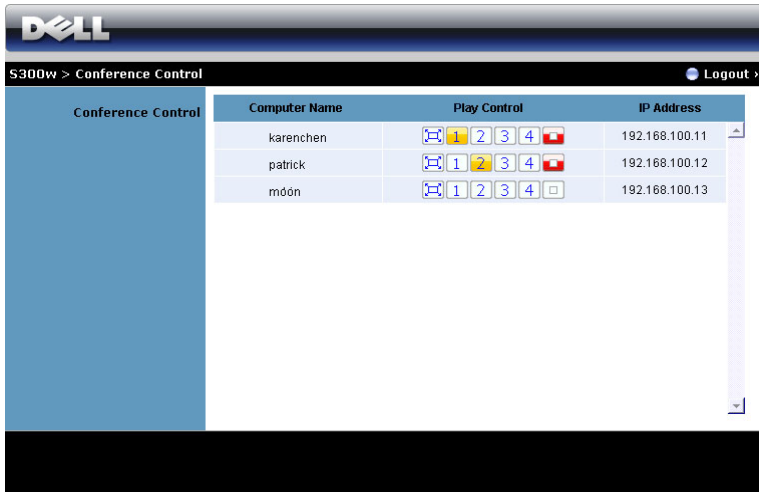 DELL
S300w > Conference Control
Logout ›
Conference Control
Computer Name Play Control IP Address
karenchen 1 2 3 4 192.168.100.11
patrick 1 2 3 4 192.168.100.12
móón 1 2 3 4 192.168.100.13